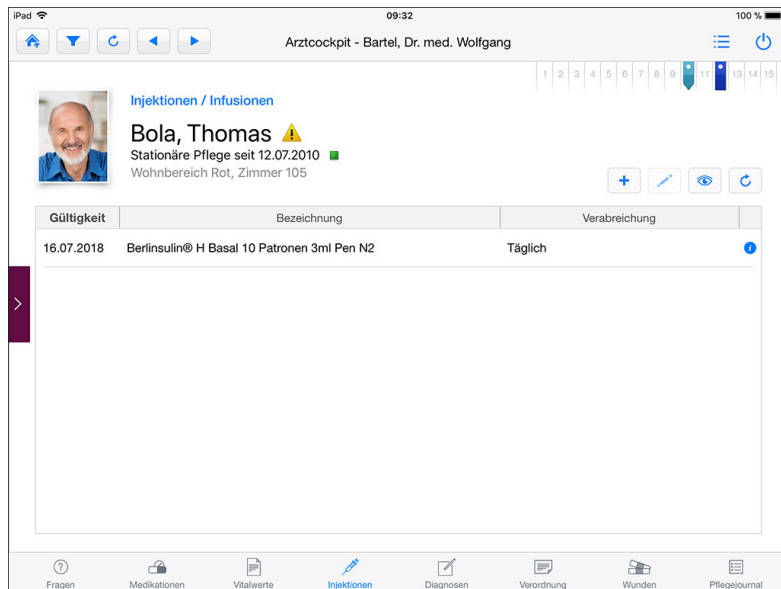 iPad 09:32 100 %
Arztcockpit - Bartel, Dr. med. Wolfgang
1 2 3 4 5 6 7 8 9 11 13 14 15
Injektionen / Infusionen
Bola, Thomas
Stationäre Pflege seit 12.07.2010
Wohnbereich Rot, Zimmer 105
Gültigkeit Bezeichnung Verabreichung
16.07.2018 Berlinsulin® H Basal 10 Patronen 3ml Pen N2 Täglich
Fragen Medikationen Vitalwerte Injektionen Diagnosen Verordnung Wunden Pflegejournal